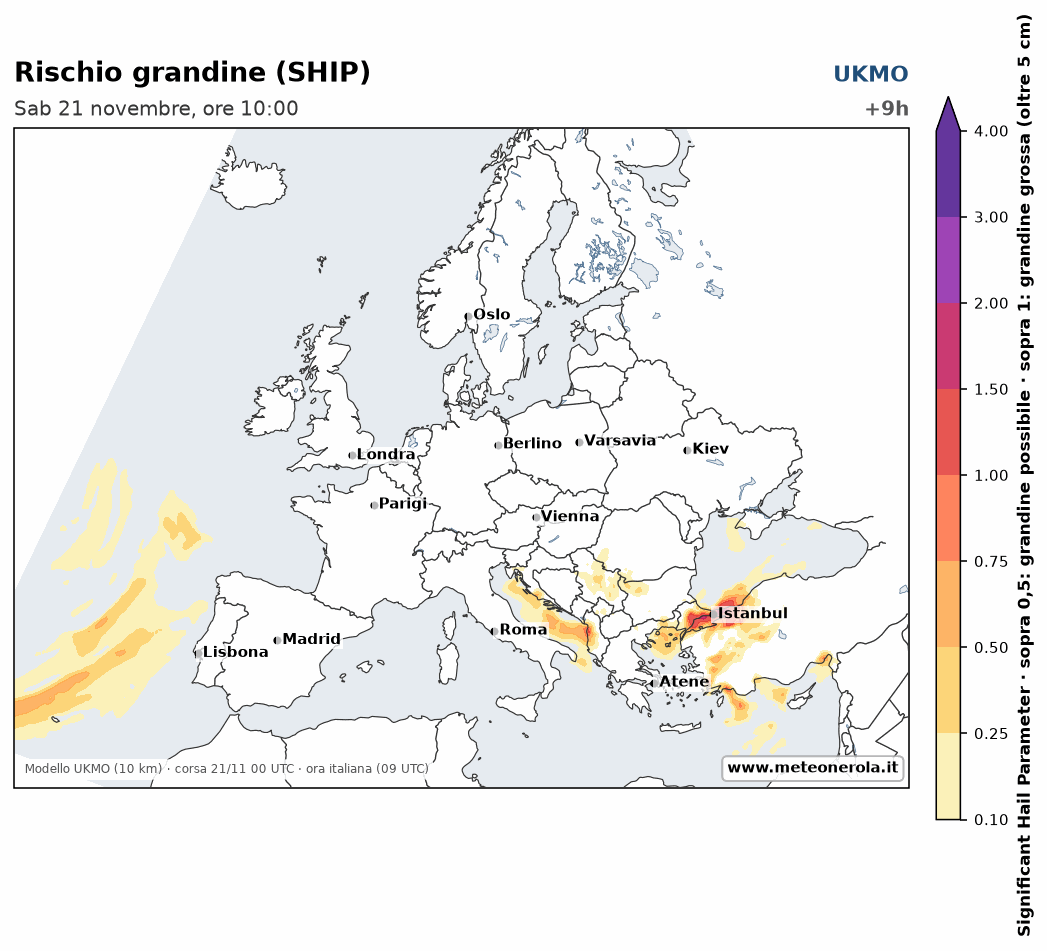 Rischio grandine (SHIP)
UKMO
Sab 21 novembre, ore 10:00
+9h
Oslo
Berlino
Varsavia
Kiev
Londra
Parigi
Vienna
Istanbul
Roma
Madrid
Lisbona
Atene
Modello UKMO (10 km) · corsa 21/11 00 UTC · ora italiana (09 UTC)
www.meteonerola.it
4.00
3.00
2.00
1.50
1.00
0.75
0.50
0.25
0.10
Significant Hail Parameter · sopra 0,5: grandine possibile · sopra 1: grandine grossa (oltre 5 cm)